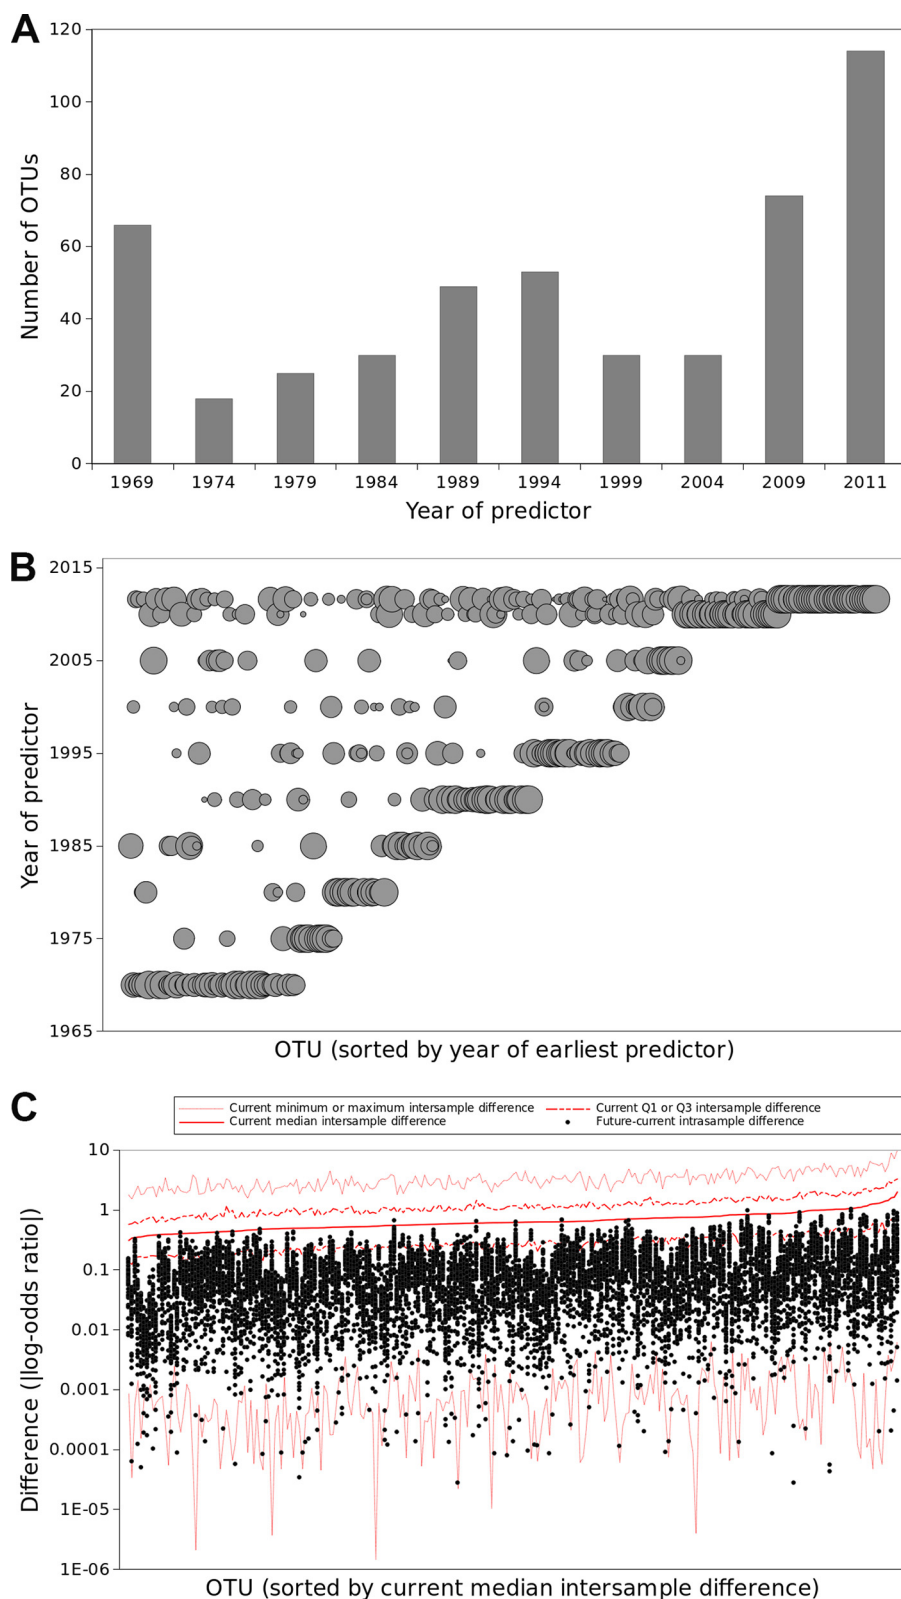 A
120
100
80
60
40
20
0
Number of OTUs
1969 1974 1979 1984 1989 1994 1999 2004 2009 2011
Year of predictor
B
2015
2005
1995
1985
1975
1965
Year of predictor
OTU (sorted by year of earliest predictor)
C
Current minimum or maximum intersample difference
Current Q1 or Q3 intersample difference
Current median intersample difference
Future-current intrasample difference
10
1
0.1
0.01
0.001
0.0001
1E-05
1E-06
Difference (|log-odds ratio|)
OTU (sorted by current median intersample difference)